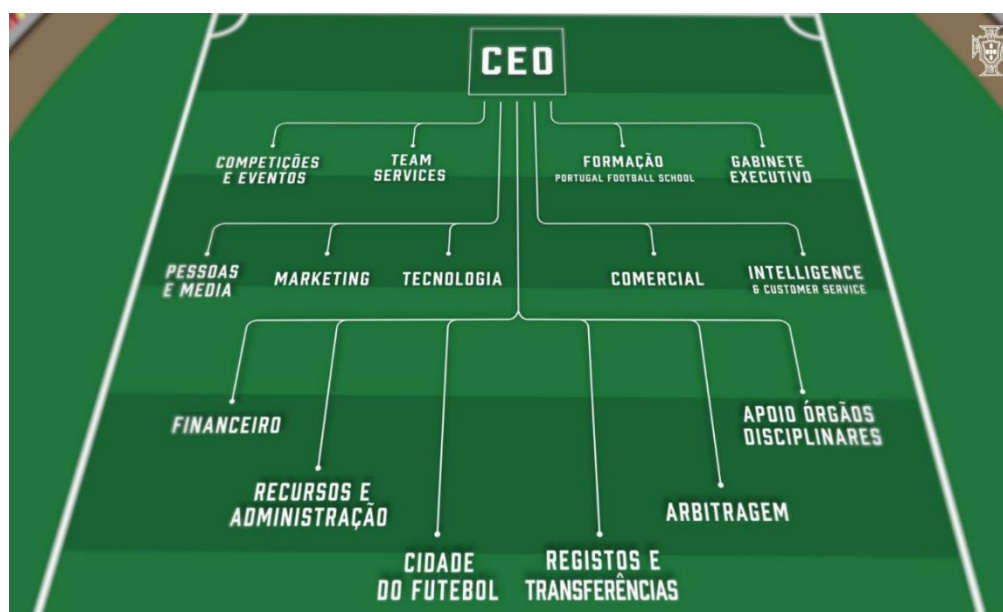 CEO
COMPETIÇÕES
E EVENTOS
TEAM
SERVICES
FORMAÇÃO
PORTUGAL FOOTBALL SCHOOL
GABINETE
EXECUTIVO
PESSOAS
E MEDIA
MARKETING
TECNOLOGIA
COMERCIAL
INTELLIGENCE
& CUSTOMER SERVICE
FINANCEIRO
RECURSOS E
ADMINISTRAÇÃO
CIDADE
DO FUTEBOL
REGISTOS E
TRANSFERÊNCIAS
ARBITRAGEM
APOIO ÓRGÃOS
DISCIPLINARES